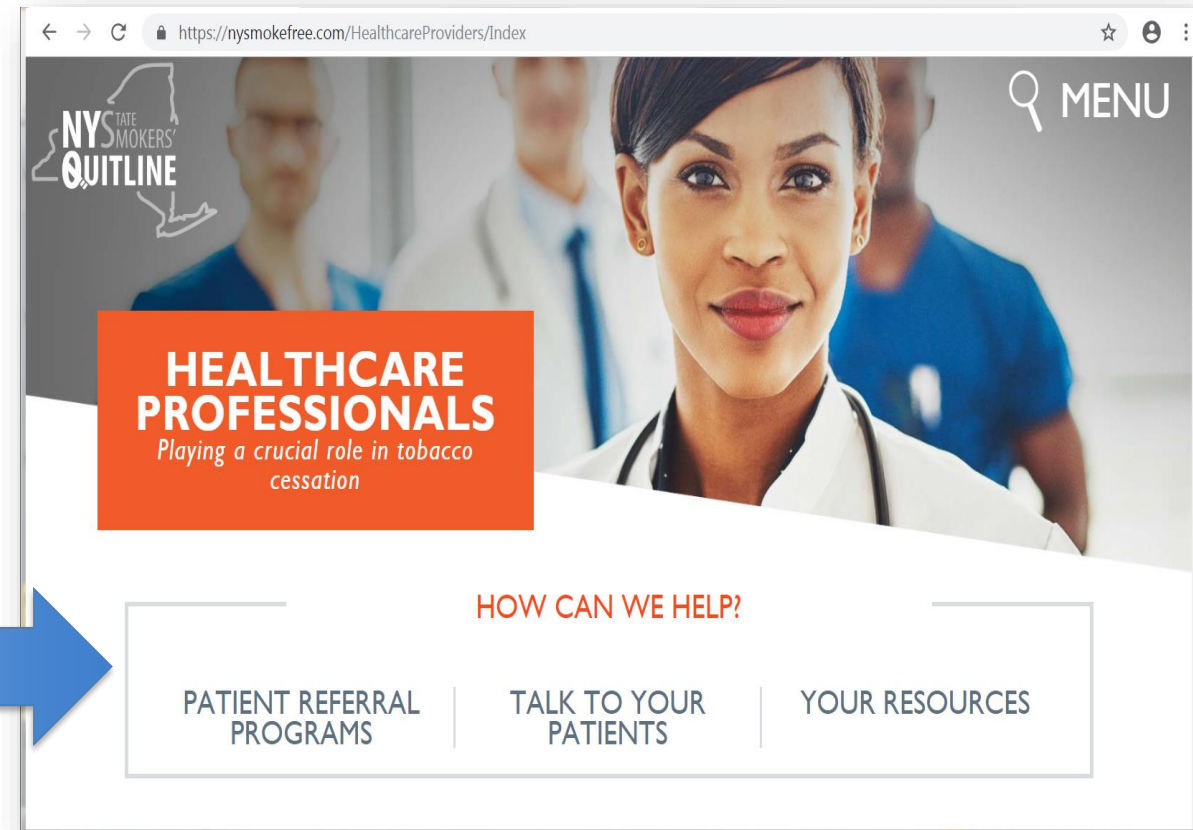 https://nysmokefree.com/HealthcareProviders/Index
NYSTATE
SMOKERS'
QUITLINE
MENU
HEALTHCARE
PROFESSIONALS
Playing a crucial role in tobacco
cessation
HOW CAN WE HELP?
PATIENT REFERRAL
PROGRAMS
TALK TO YOUR
PATIENTS
YOUR RESOURCES